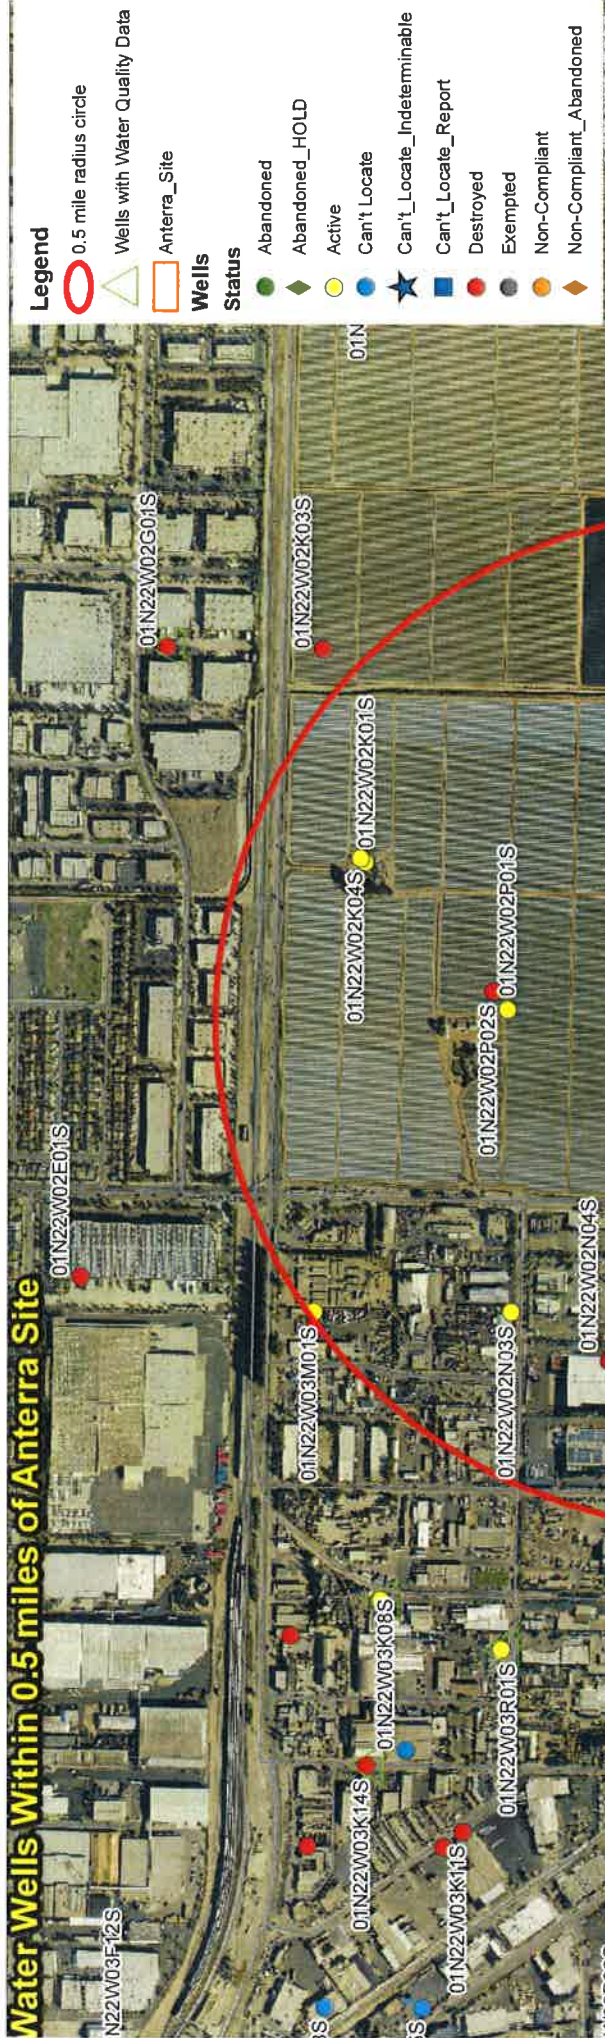 Water Wells Within 0.5 miles of Anterra Site
Legend
0.5 mile radius circle
Wells with Water Quality Data
Anterra_Site
Wells
Status
Abandoned
Abandoned_HOLD
Active
Can't Locate
Can't_Locate_Indeterminable
Can't_Locate_Report
Destroyed
Exempted
Non-Compliant
Non-Compliant_Abandoned
N22W03F12S
01N22W02E01S
01N22W02G01S
01N22W03M01S
01N22W02K03S
01N
01N22W03K14S
01N22W03K08S
01N22W02K04S
01N22W02K01S
01N22W03K11S
01N22W03R01S
01N22W02N03S
01N22W02P02S
01N22W02P01S
01N22W02N04S